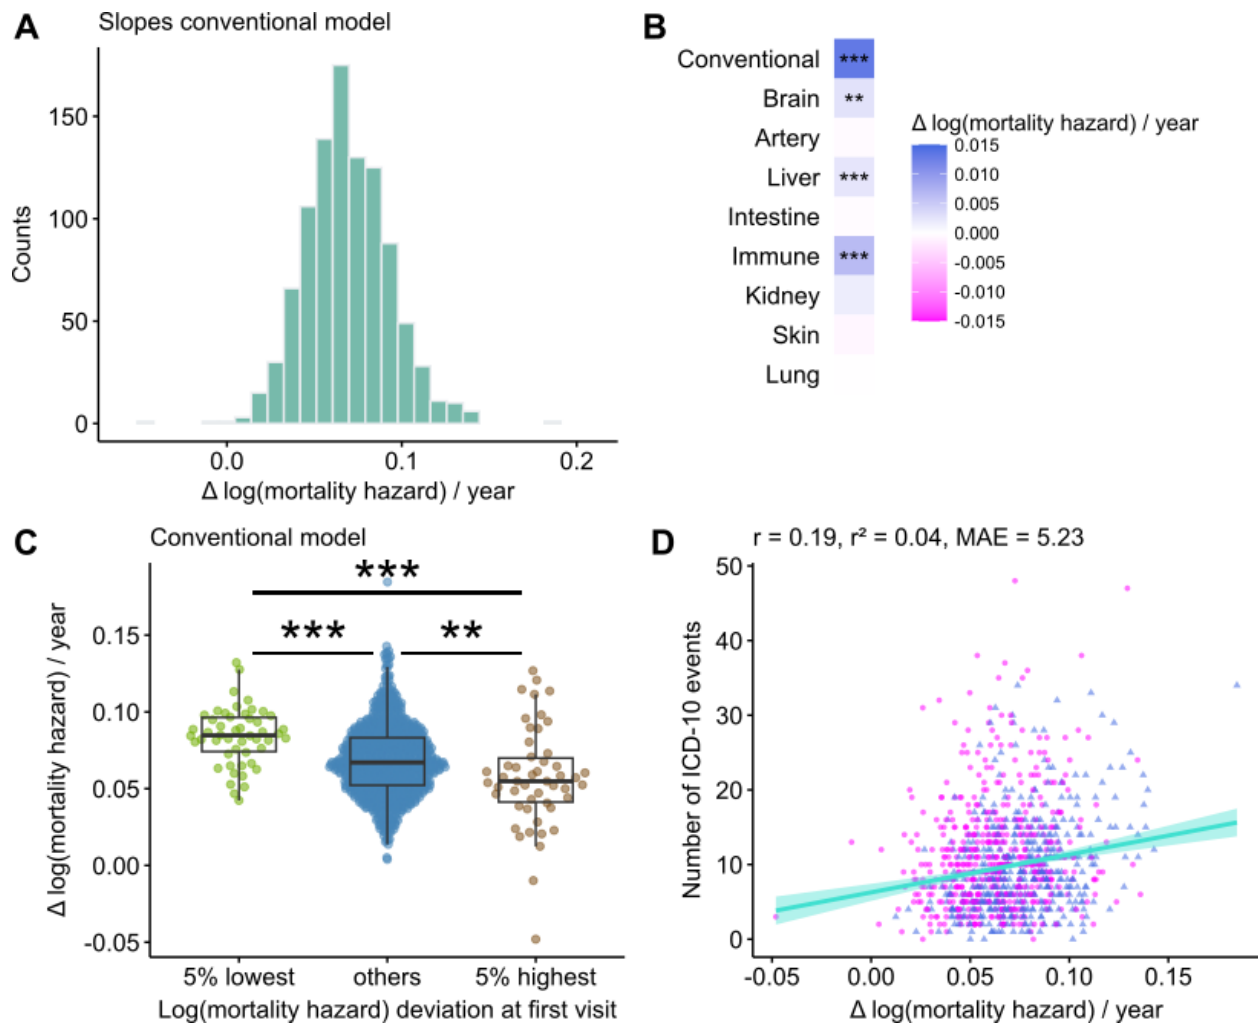 A
Slopes conventional model
150
100
50
0
Counts
0.0 0.1 0.2
Δ log(mortality hazard) / year
B
Conventional ***
Brain **
Artery
Liver ***
Intestine
Immune ***
Kidney
Skin
Lung
Δ log(mortality hazard) / year
0.015
0.010
0.005
0.000
-0.005
-0.010
-0.015
C
Conventional model
***
*** **
0.15
0.10
0.05
0.00
-0.05
Δ log(mortality hazard) / year
5% lowest others 5% highest
Log(mortality hazard) deviation at first visit
D
r = 0.19, r² = 0.04, MAE = 5.23
50
40
30
20
10
0
Number of ICD-10 events
-0.05 0.00 0.05 0.10 0.15
Δ log(mortality hazard) / year